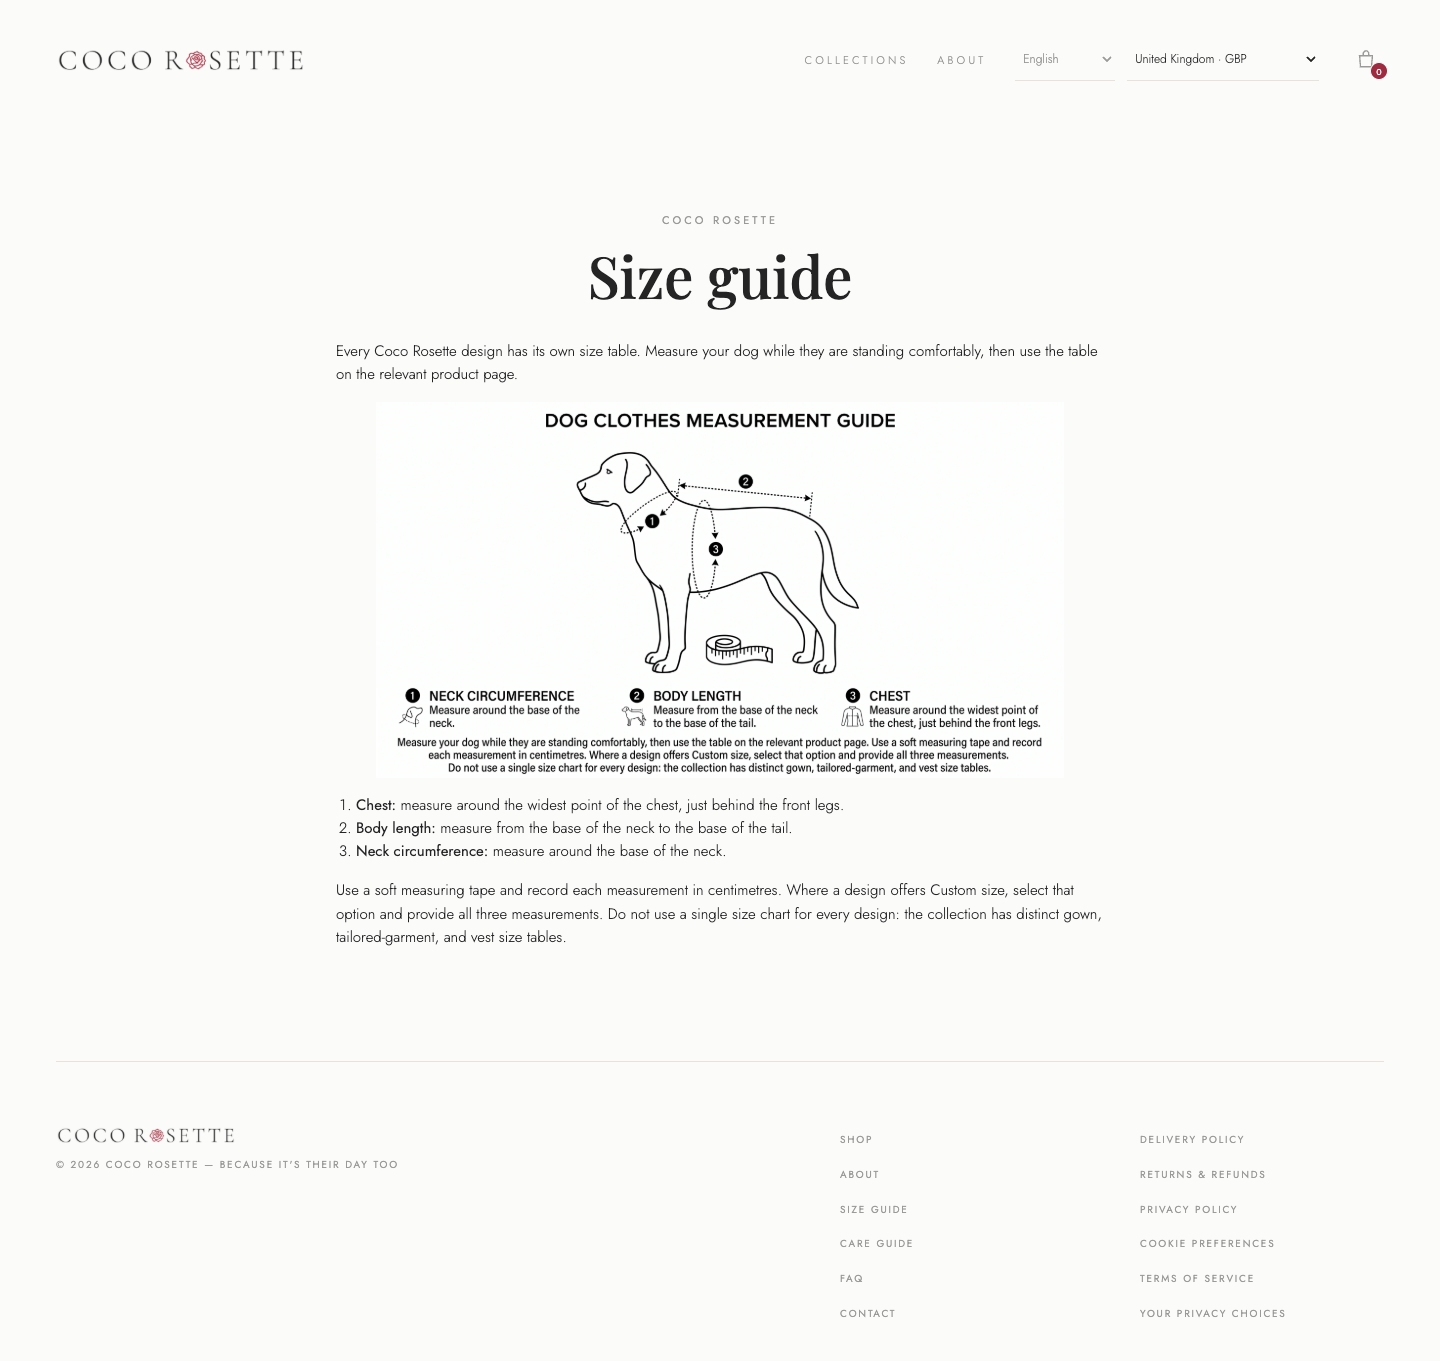 COCO ROSETTE
COLLECTIONS
ABOUT
English
United Kingdom · GBP
0
COCO ROSETTE
Size guide
Every Coco Rosette design has its own size table. Measure your dog while they are standing comfortably, then use the table
on the relevant product page.
DOG CLOTHES MEASUREMENT GUIDE
2
1
3
1 NECK CIRCUMFERENCE
Measure around the base of the
neck.
2 BODY LENGTH
Measure from the base of the neck
to the base of the tail.
3 CHEST
Measure around the widest point of
the chest, just behind the front legs.
Measure your dog while they are standing comfortably, then use the table on the relevant product page. Use a soft measuring tape and record
each measurement in centimetres. Where a design offers Custom size, select that option and provide all three measurements.
Do not use a single size chart for every design: the collection has distinct gown, tailored-garment, and vest size tables.
1. Chest: measure around the widest point of the chest, just behind the front legs.
2. Body length: measure from the base of the neck to the base of the tail.
3. Neck circumference: measure around the base of the neck.
Use a soft measuring tape and record each measurement in centimetres. Where a design offers Custom size, select that
option and provide all three measurements. Do not use a single size chart for every design: the collection has distinct gown,
tailored-garment, and vest size tables.
COCO ROSETTE
© 2026 COCO ROSETTE — BECAUSE IT'S THEIR DAY TOO
SHOP
ABOUT
SIZE GUIDE
CARE GUIDE
FAQ
CONTACT
DELIVERY POLICY
RETURNS & REFUNDS
PRIVACY POLICY
COOKIE PREFERENCES
TERMS OF SERVICE
YOUR PRIVACY CHOICES